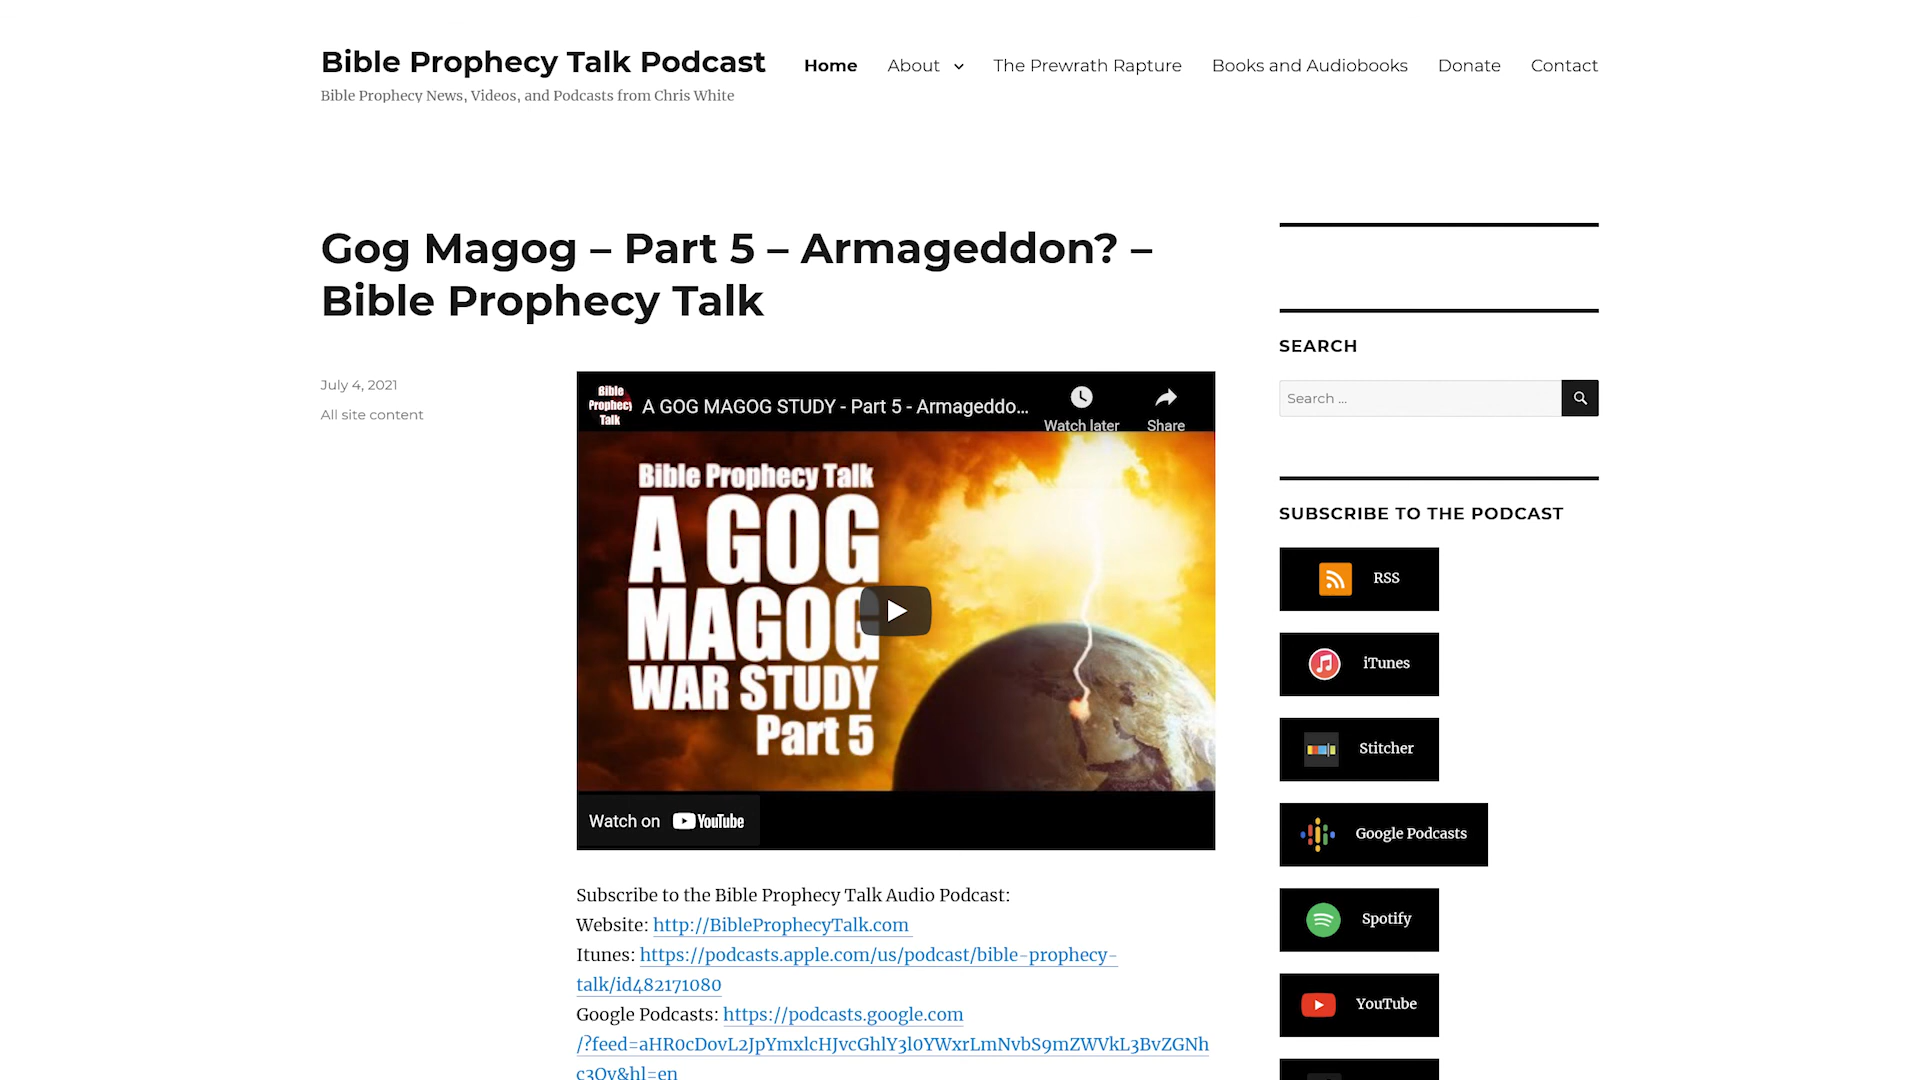 Bible Prophecy Talk Podcast
Home
About
The Prewrath Rapture
Books and Audiobooks
Donate
Contact
Bible Prophecy News, Videos, and Podcasts from Chris White
Gog Magog – Part 5 – Armageddon? –
Bible Prophecy Talk
July 4, 2021
All site content
Bible
Prophecy
Talk
A GOG MAGOG STUDY - Part 5 - Armageddo...
Watch later
Share
Bible Prophecy Talk
A GOG
MAGOG
WAR STUDY
Part 5
Watch on YouTube
Subscribe to the Bible Prophecy Talk Audio Podcast:
Website: http://BibleProphecyTalk.com
Itunes: https://podcasts.apple.com/us/podcast/bible-prophecy-
talk/id482171080
Google Podcasts: https://podcasts.google.com
/?feed=aHR0cDovL2JpYmxlcHJvcGhlY3l0YWxrLmNvbS9mZWVkL3BvZGNh
c3Qv&hl=en
SEARCH
Search ...
SUBSCRIBE TO THE PODCAST
RSS
iTunes
Stitcher
Google Podcasts
Spotify
YouTube